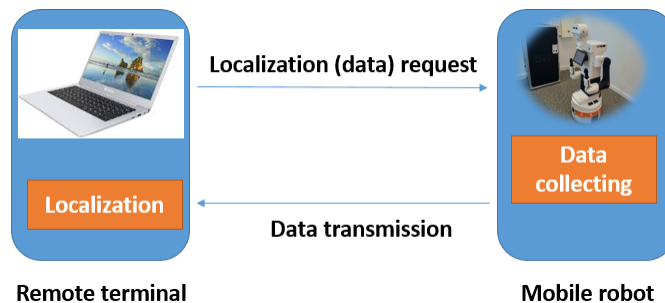 Localization (data) request
Data
collecting
Localization
Data transmission
Remote terminal
Mobile robot